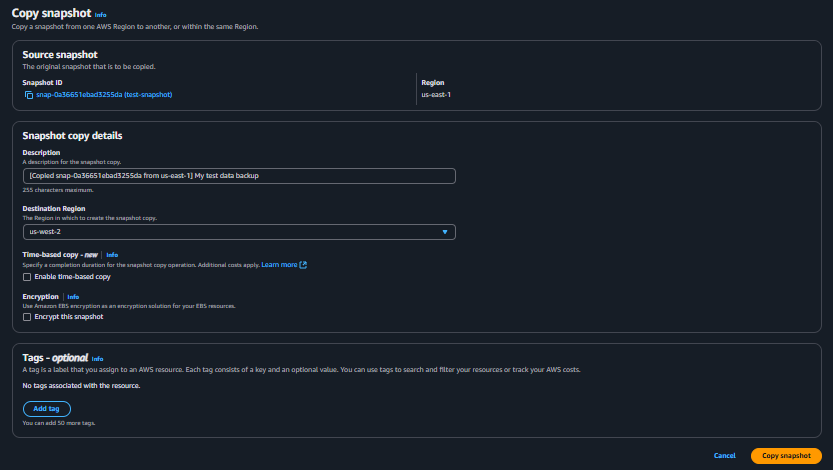 Copy snapshot Info
Copy a snapshot from one AWS Region to another, or within the same Region.
Source snapshot
The original snapshot that is to be copied.
Snapshot ID
snap-0a36651ebad3255da (test-snapshot)
Region
us-east-1
Snapshot copy details
Description
A description for the snapshot copy.
[Copied snap-0a36651ebad3255da from us-east-1] My test data backup
255 characters maximum.
Destination Region
The Region in which to create the snapshot copy.
us-west-2
Time-based copy - new Info
Specify a completion duration for the snapshot copy operation. Additional costs apply. Learn more
Enable time-based copy
Encryption Info
Use Amazon EBS encryption as an encryption solution for your EBS resources.
Encrypt this snapshot
Tags - optional Info
A tag is a label that you assign to an AWS resource. Each tag consists of a key and an optional value. You can use tags to search and filter your resources or track your AWS costs.
No tags associated with the resource.
Add tag
You can add 50 more tags.
Cancel Copy snapshot